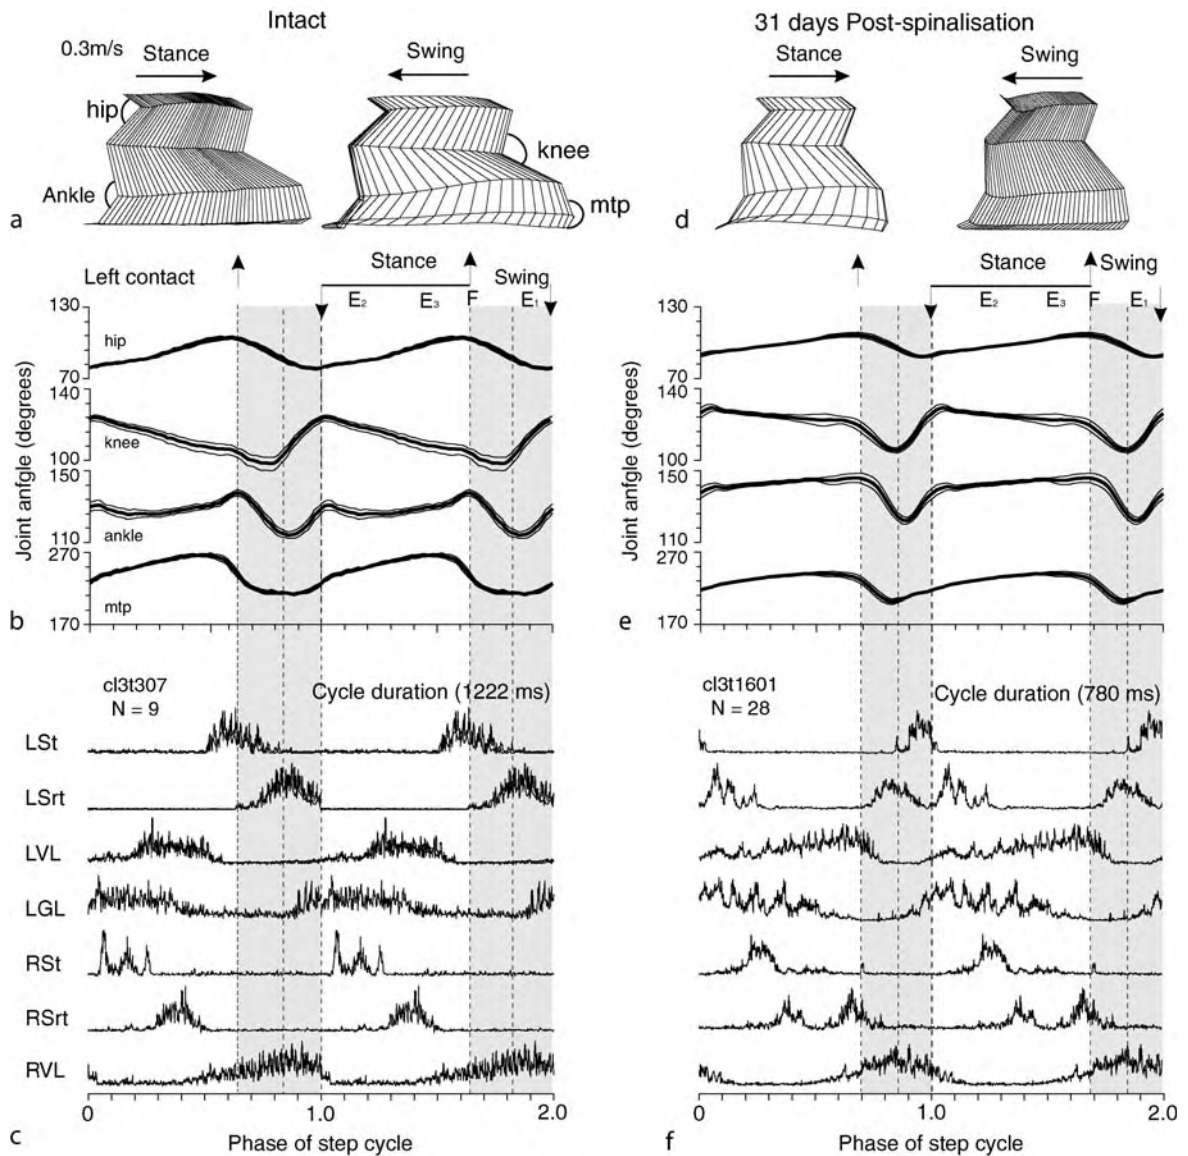 Intact
31 days Post-spinalisation
0.3m/s
Stance
Swing
hip
Ankle
knee
mtp
a
Stance
Swing
d
Left contact
Stance
Swing
E2
E3
F
E1
130
hip
70
140
knee
100
150
ankle
110
270
mtp
170
Joint anfgle (degrees)
b
Stance
Swing
E2
E3
F
E1
130
70
140
100
150
110
270
170
Joint anfgle (degrees)
e
cl3t307
N = 9
Cycle duration (1222 ms)
LSt
LSrt
LVL
LGL
RSt
RSrt
RVL
0
1.0
2.0
Phase of step cycle
c
cl3t1601
N = 28
Cycle duration (780 ms)
0
1.0
2.0
Phase of step cycle
f